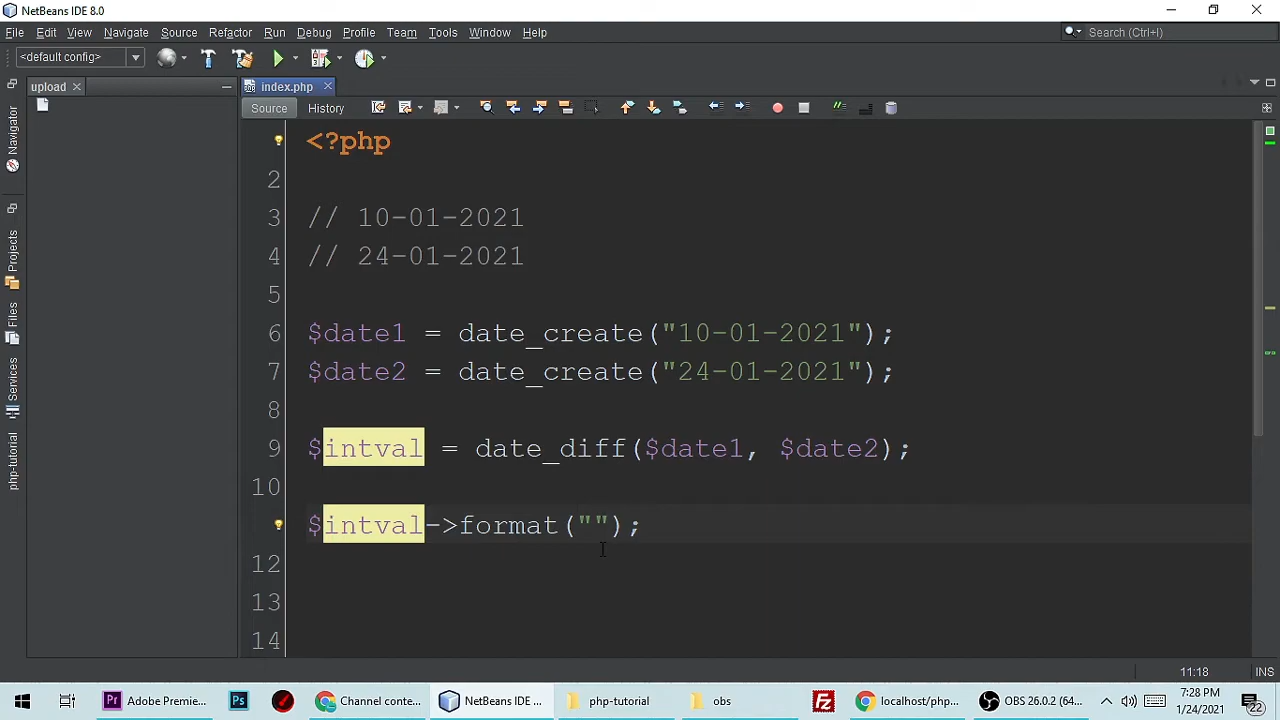 NetBeans IDE 8.0
File Edit View Navigate Source Refactor Run Debug Profile Team Tools Window Help
Search (Ctrl+I)
<default config>
upload
index.php
Source History
Navigator
Projects
Files
Services
php-tutorial
<?php
2
3 // 10-01-2021
4 // 24-01-2021
5
6 $date1 = date_create("10-01-2021");
7 $date2 = date_create("24-01-2021");
8
9 $intval = date_diff($date1, $date2);
10
$intval->format("");
12
13
14
11:18 INS
Pr Adobe Premie... Ps Channel conte... NetBeans IDE ... php-tutorial obs Fz localhost/php... OBS 26.0.2 (64... 7:28 PM
1/24/2021
22